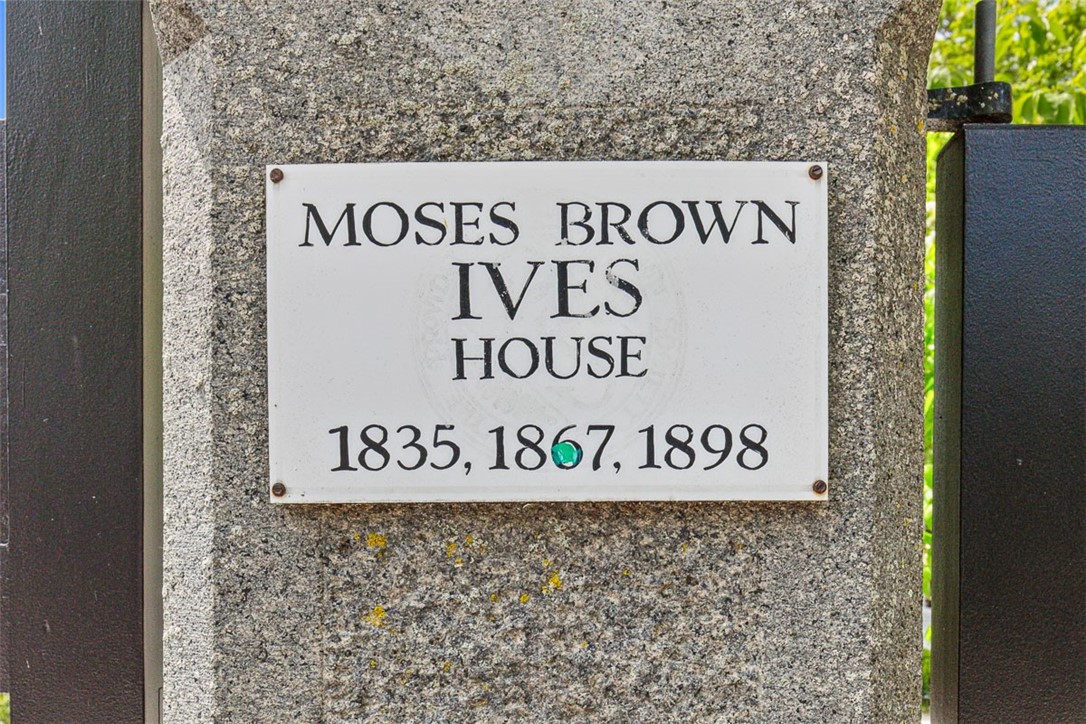 MOSES BROWN
IVES
HOUSE
1835, 1867, 1898